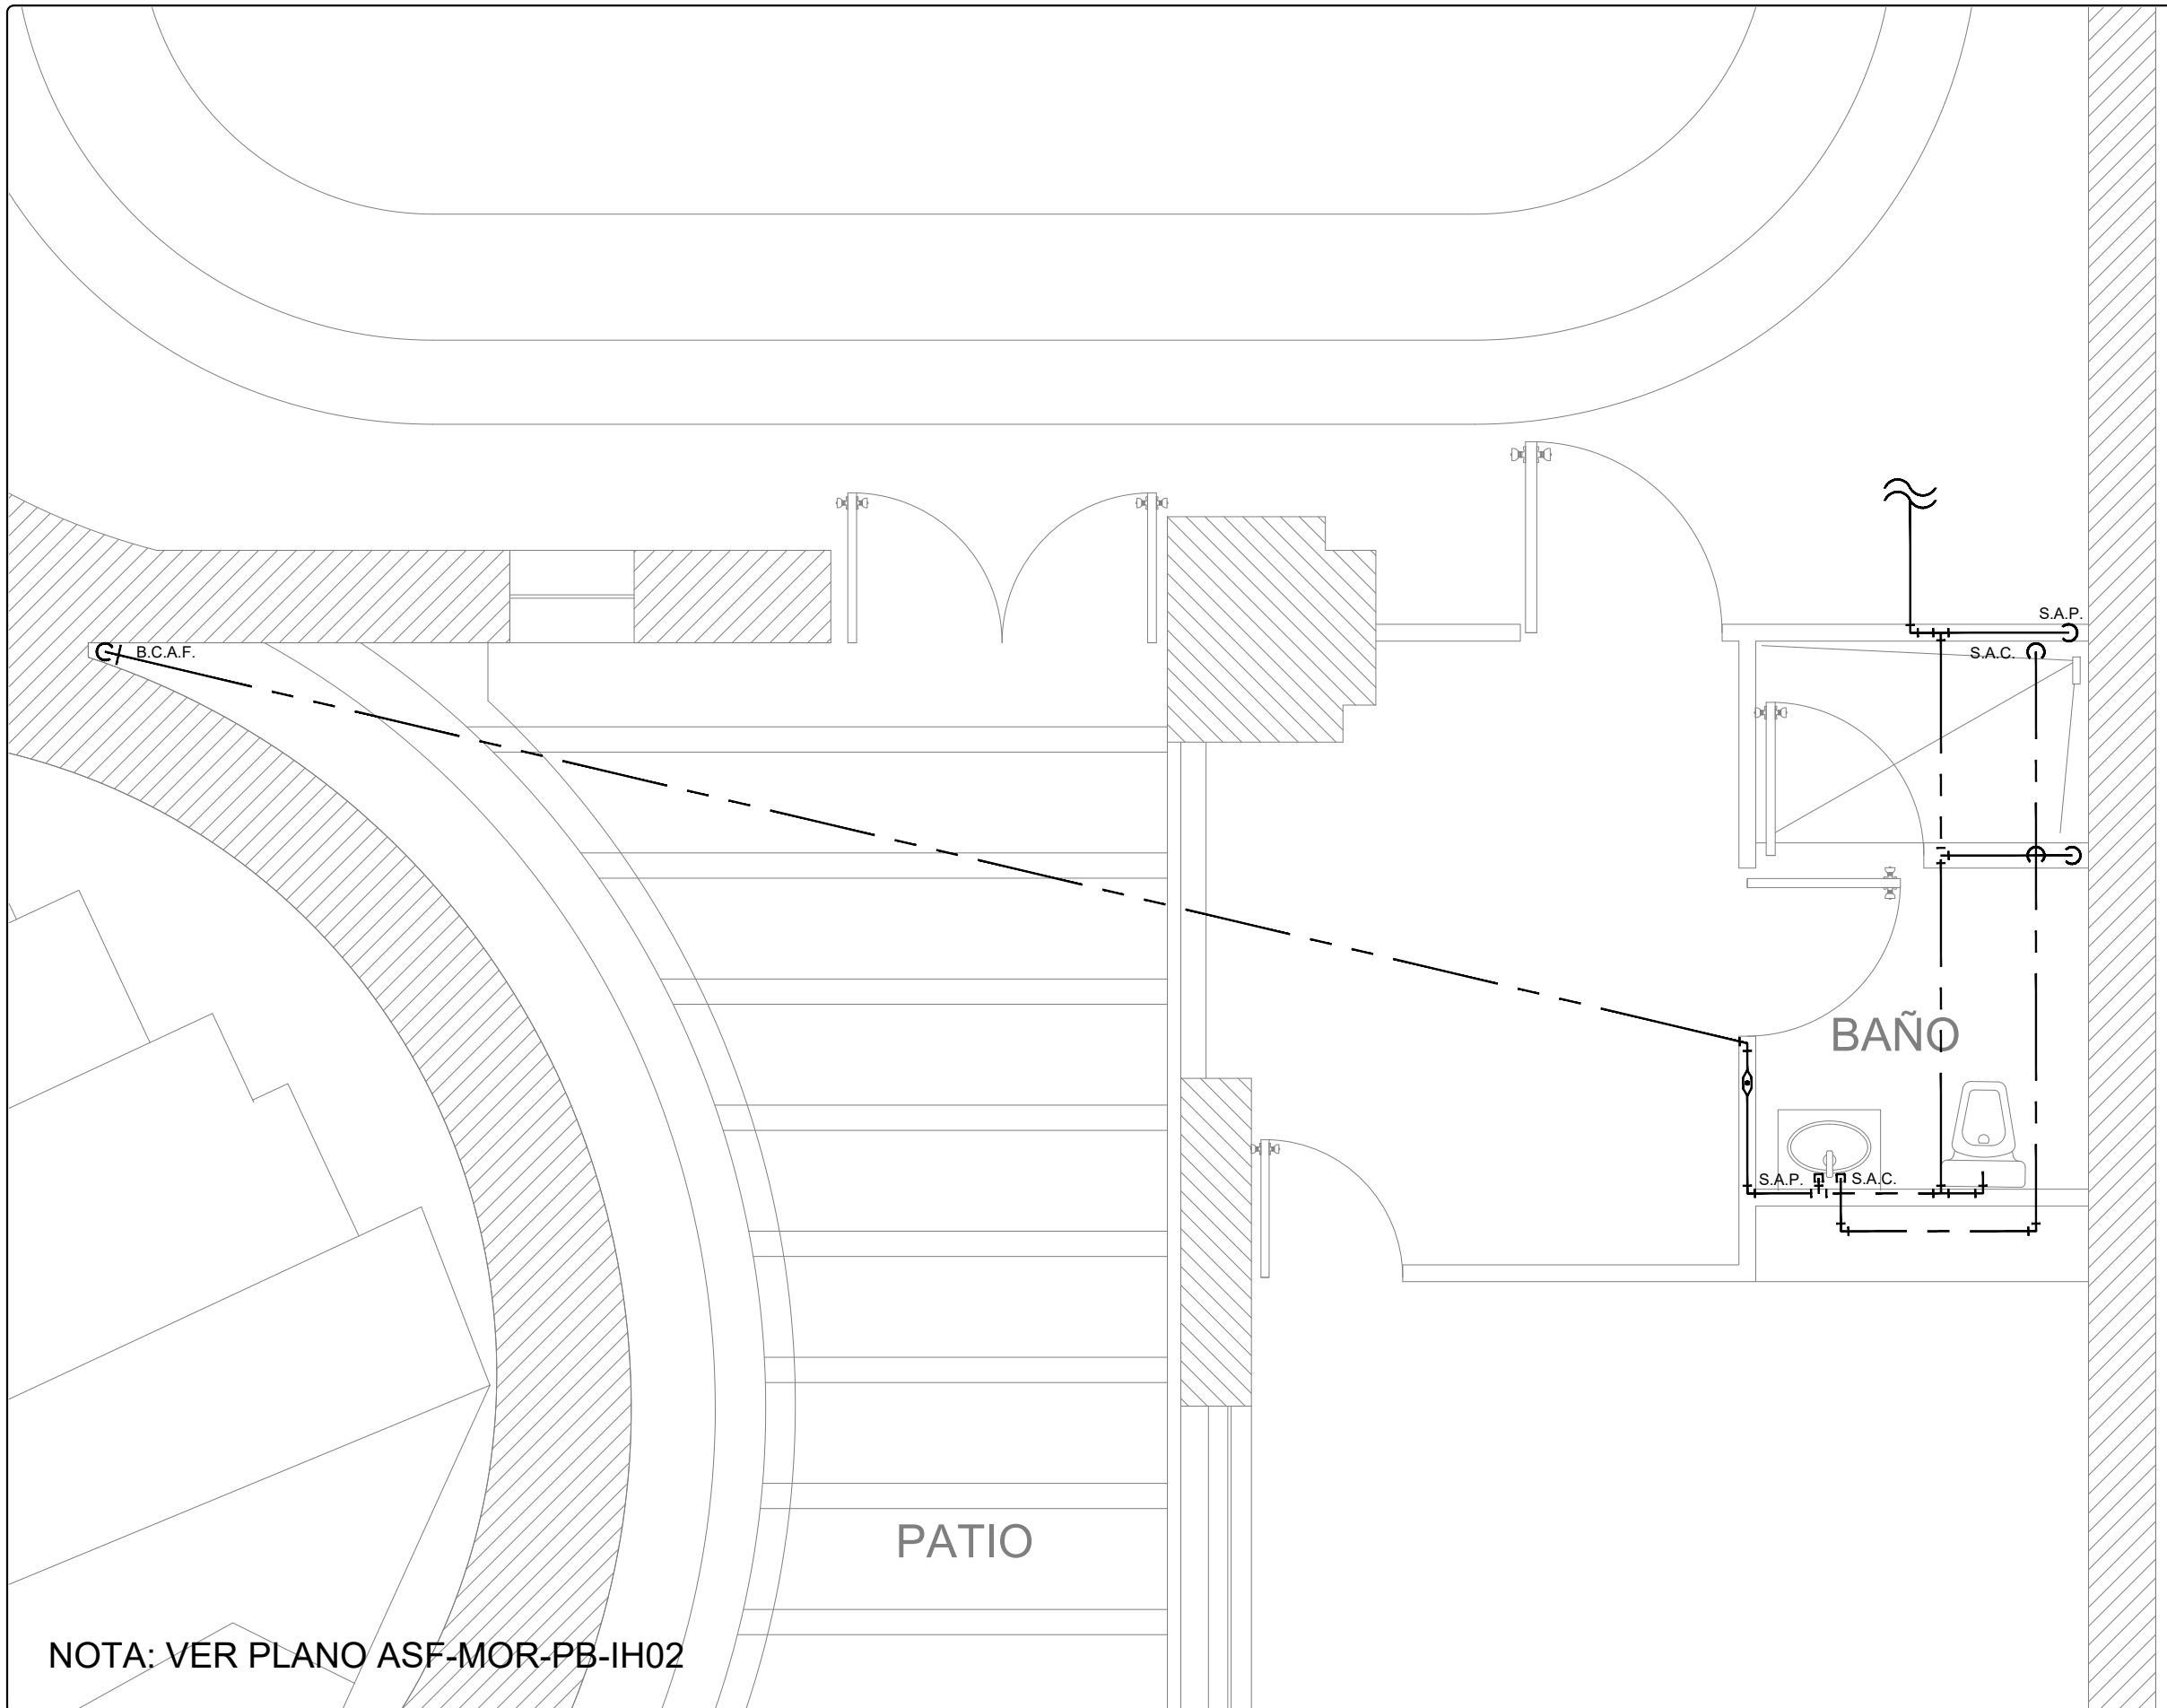 S.A.P.
B.C.A.F.
S.A.C.
BAÑO
S.A.P.
S.A.C.
PATIO
NOTA: VER PLANO ASF-MOR-PB-IH02